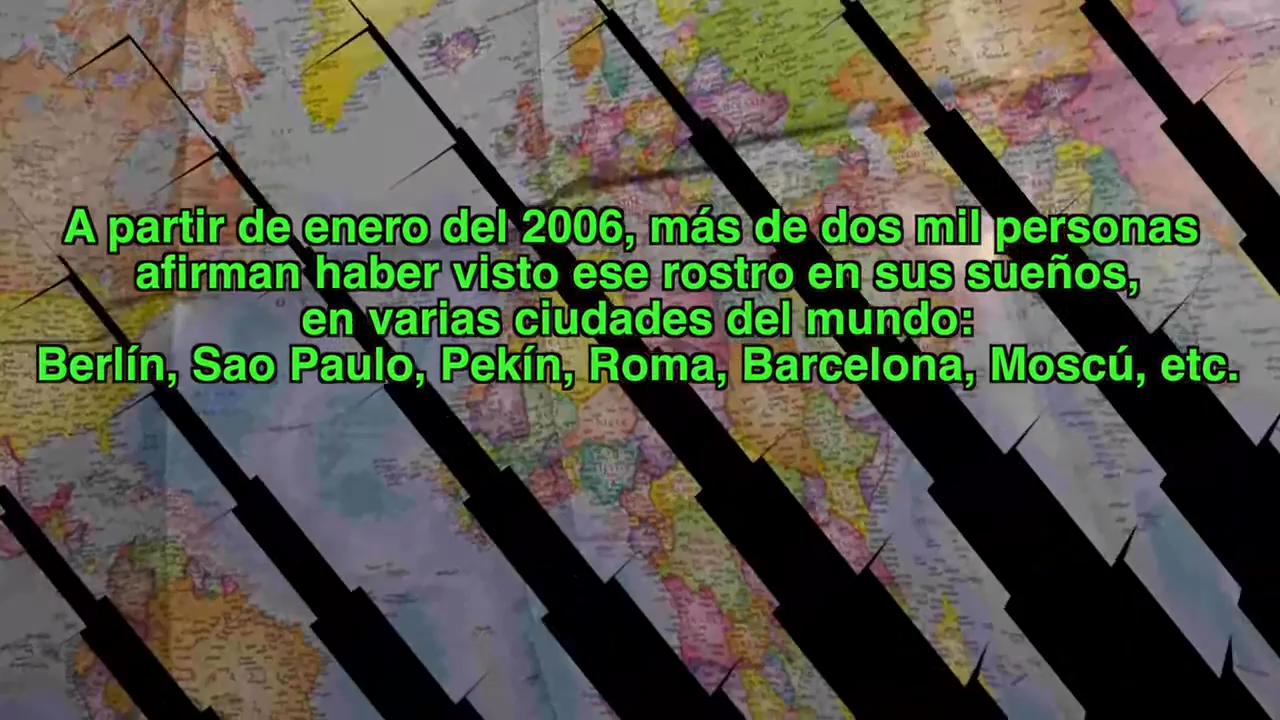 A partir de enero del 2006, más de dos mil personas
afirman haber visto ese rostro en sus sueños,
en varias ciudades del mundo:
Berlín, Sao Paulo, Pekín, Roma, Barcelona, Moscú, etc.